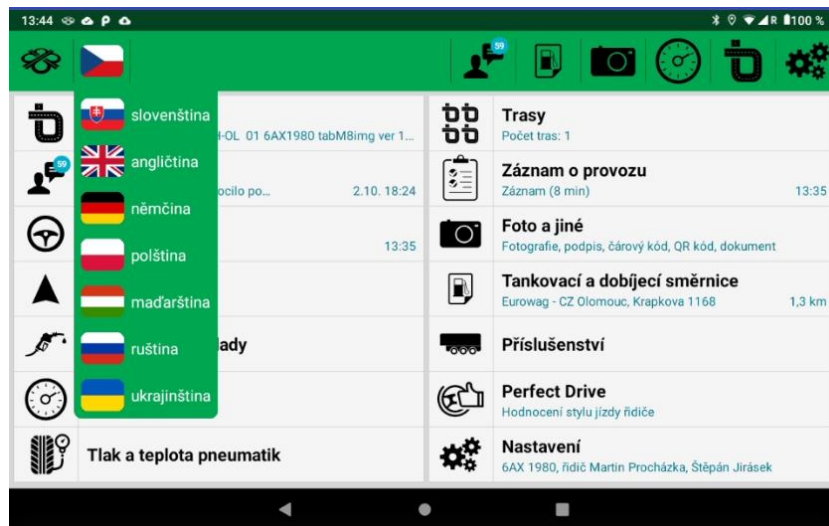 13:44
R 100 %
59
slovenština
angličtina
němčina
polština
maďarština
ruština
ukrajinština
-OL 01 6AX1980 tabM8img ver 1...
59
ocilo po... 2.10. 18:24
13:35
ady
Tlak a teplota pneumatik
Trasy
Počet tras: 1
Záznam o provozu
Záznam (8 min) 13:35
Foto a jiné
Fotografie, podpis, čárový kód, QR kód, dokument
Tankovací a dobíjecí směrnice
Eurowag - CZ Olomouc, Krapkova 1168 1,3 km
Příslušenství
Perfect Drive
Hodnocení stylu jízdy řidiče
Nastavení
6AX 1980, řidič Martin Procházka, Štěpán Jirásek